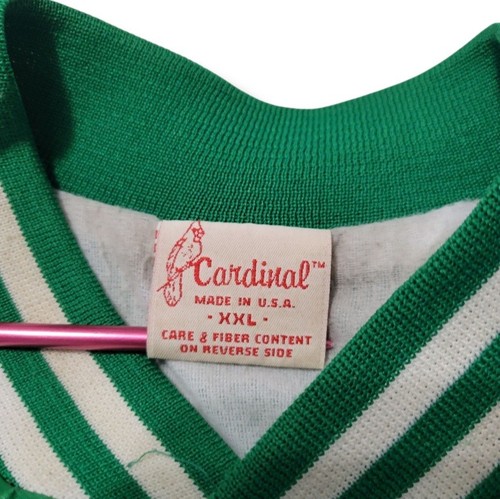 Cardinal™
MADE IN U.S.A.
- XXL -
CARE & FIBER CONTENT
ON REVERSE SIDE